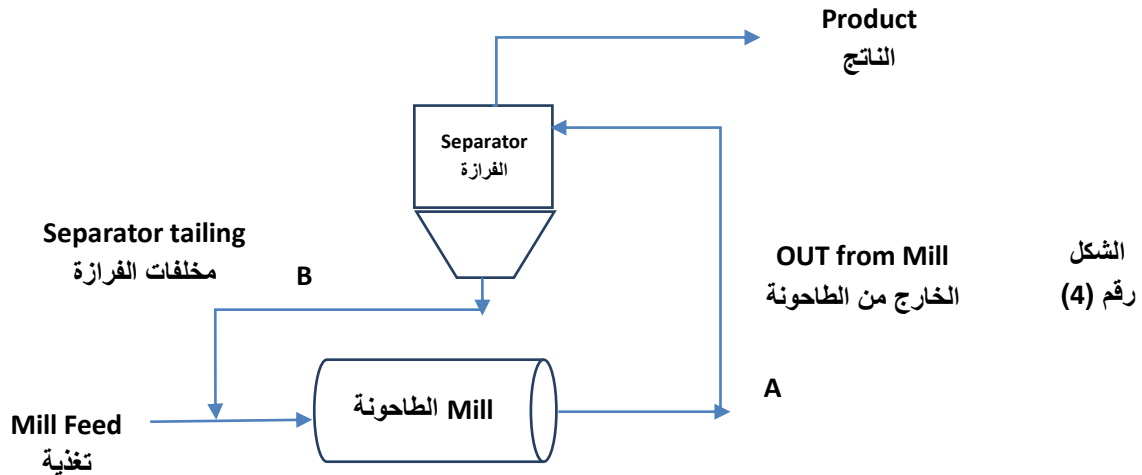 Product
الناتج
Separator
الفرازة
Separator tailing
مخلفات الفرازة
B
OUT from Mill
الخارج من الطاحونة
الشكل
رقم (4)
A
الطاحونة Mill
Mill Feed
تغذية